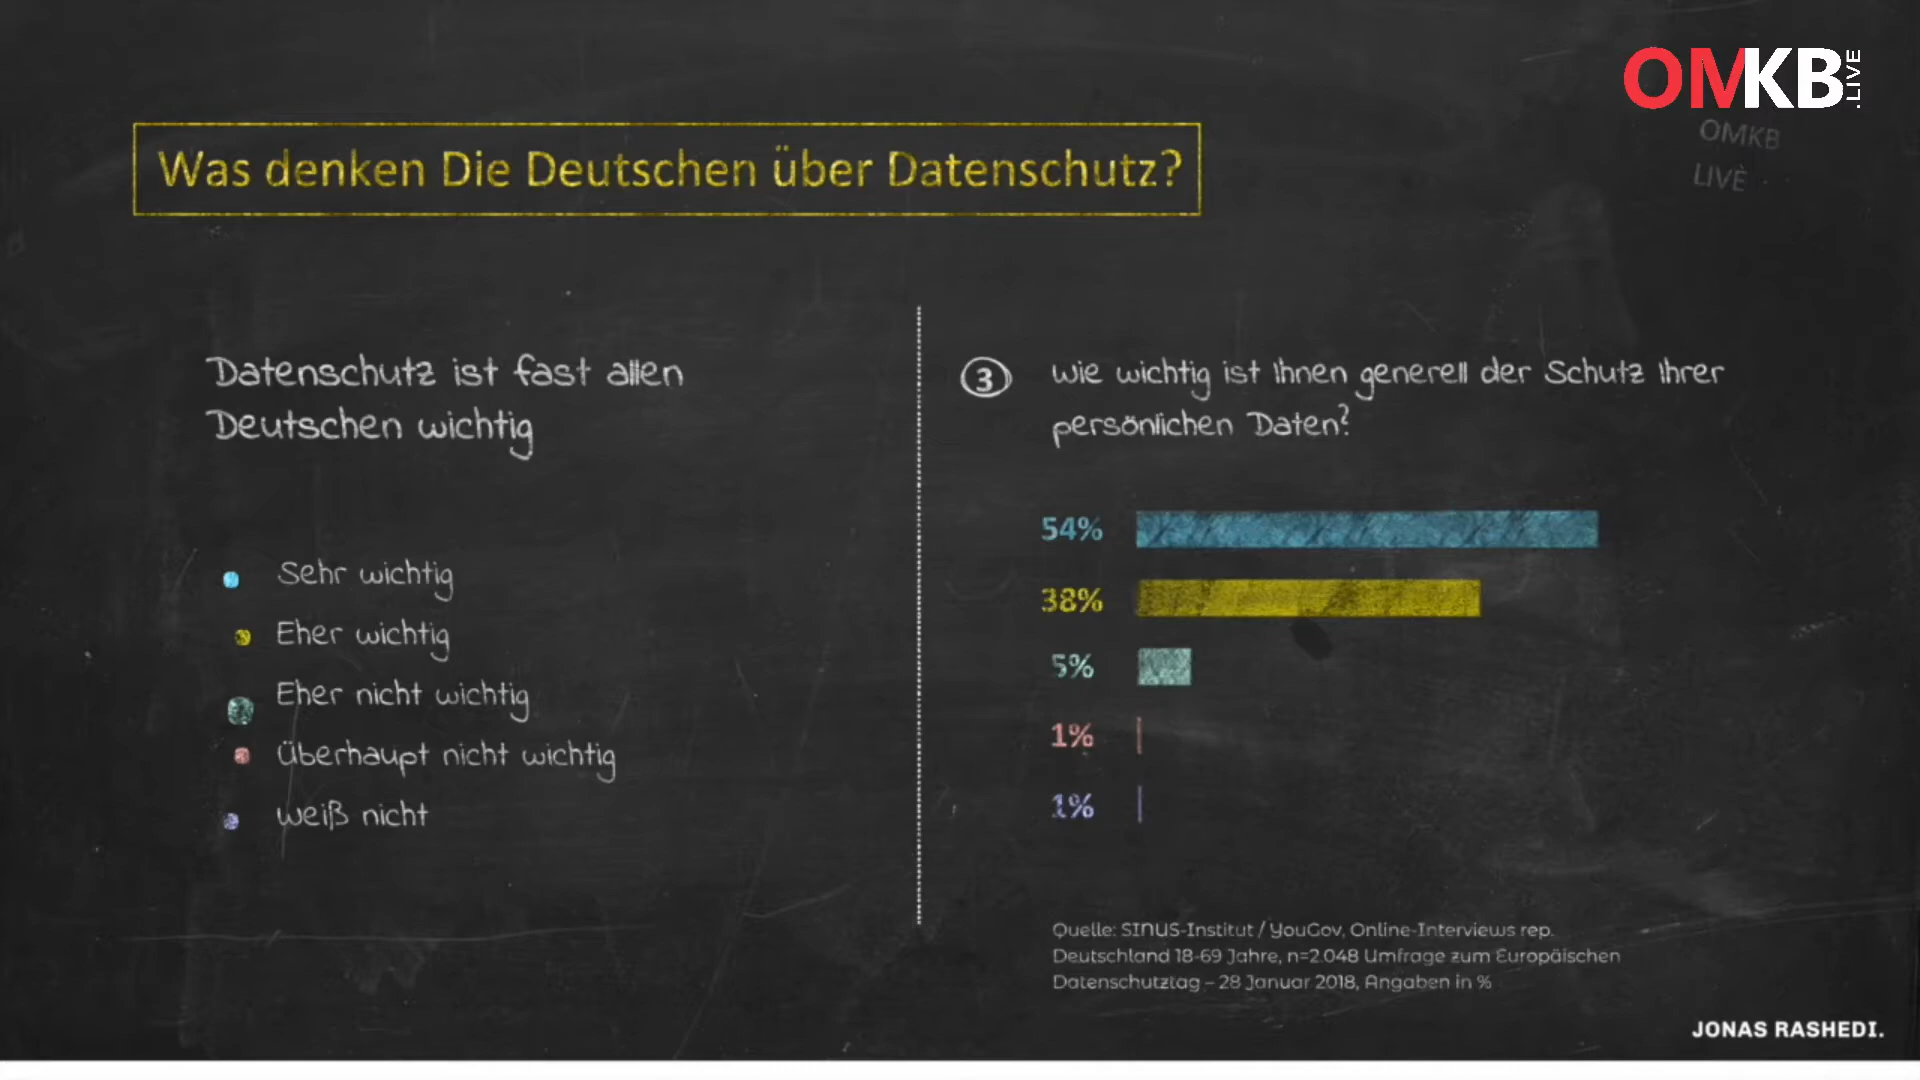 OMKB.LIVE
OMKB
LIVE
Was denken Die Deutschen über Datenschutz?
Datenschutz ist fast allen
Deutschen wichtig
Sehr wichtig
Eher wichtig
Eher nicht wichtig
Überhaupt nicht wichtig
weiß nicht
3
Wie wichtig ist Ihnen generell der Schutz Ihrer
persönlichen Daten?
54%
38%
5%
1%
1%
Quelle: SINUS-Institut / YouGov, Online-Interviews rep.
Deutschland 18-69 Jahre, n=2.048 Umfrage zum Europäischen
Datenschutztag – 28 Januar 2018, Angaben in %
JONAS RASHEDI.